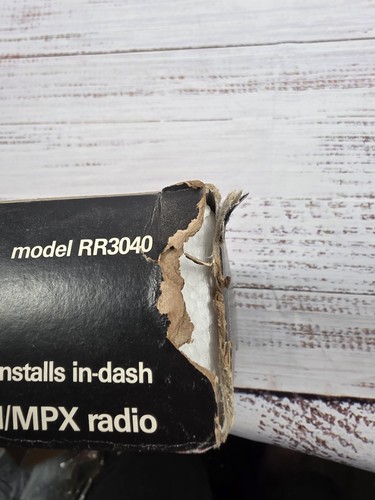 model RR3040
nstalls in-dash
/MPX radio